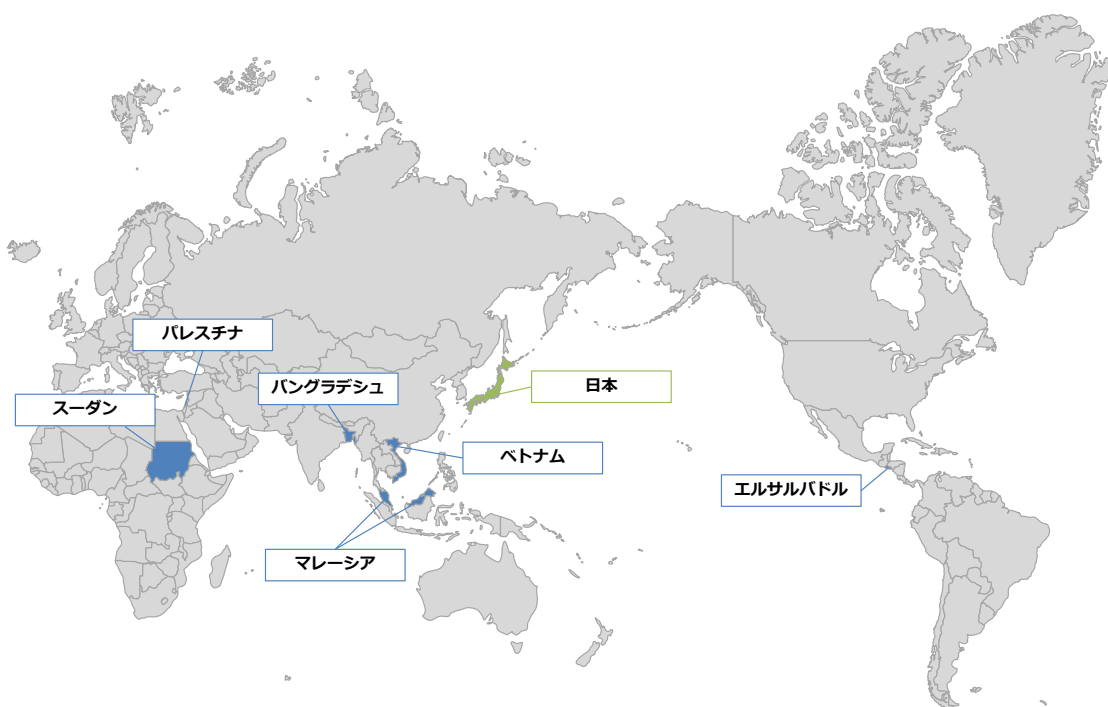 パレスチナ
バングラデシュ
日本
スーダン
ベトナム
エルサルバドル
マレーシア